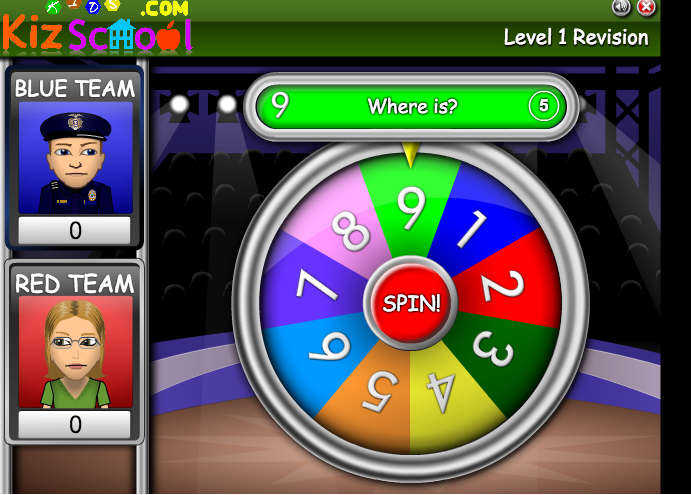 KIDS
.COM
KizSchool
Level 1 Revision
BLUE TEAM
0
RED TEAM
0
9 Where is? 5
9
1
2
3
4
5
6
7
8
SPIN!